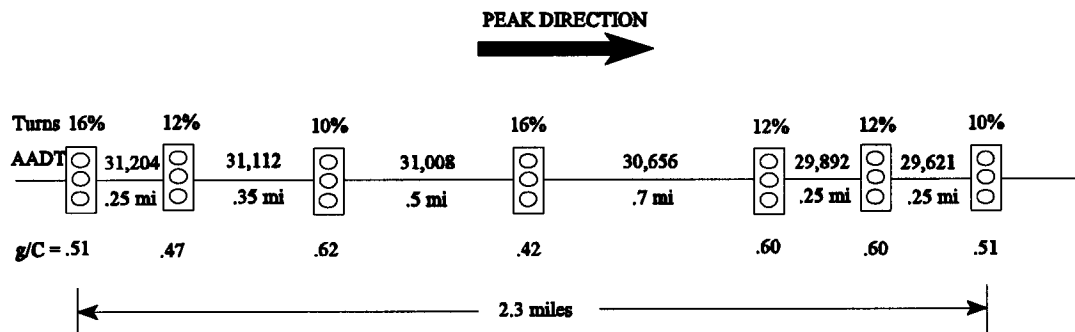 PEAK DIRECTION
Turns 16% 12% 10% 16% 12% 12% 10%
AADT 31,204 31,112 31,008 30,656 29,892 29,621
.25 mi .35 mi .5 mi .7 mi .25 mi .25 mi
g/C = .51 .47 .62 .42 .60 .60 .51
2.3 miles